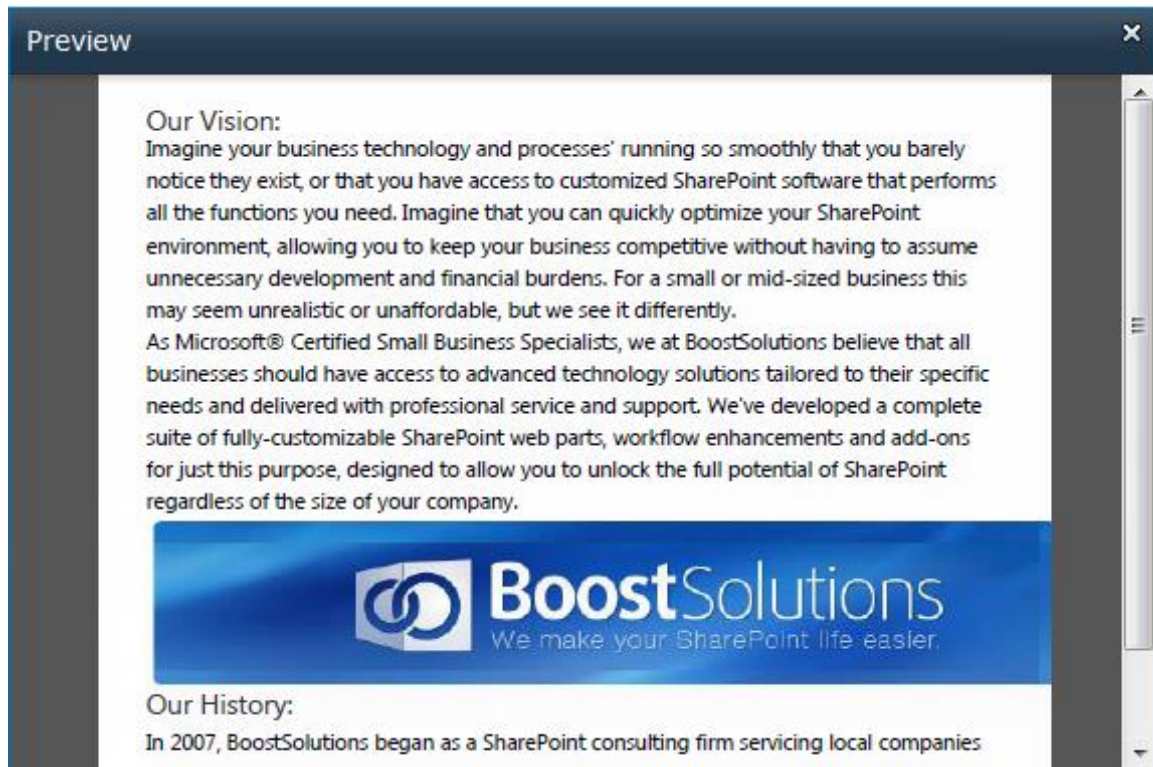 Preview
Our Vision:
Imagine your business technology and processes' running so smoothly that you barely
notice they exist, or that you have access to customized SharePoint software that performs
all the functions you need. Imagine that you can quickly optimize your SharePoint
environment, allowing you to keep your business competitive without having to assume
unnecessary development and financial burdens. For a small or mid-sized business this
may seem unrealistic or unaffordable, but we see it differently.
As Microsoft® Certified Small Business Specialists, we at BoostSolutions believe that all
businesses should have access to advanced technology solutions tailored to their specific
needs and delivered with professional service and support. We've developed a complete
suite of fully-customizable SharePoint web parts, workflow enhancements and add-ons
for just this purpose, designed to allow you to unlock the full potential of SharePoint
regardless of the size of your company.
BoostSolutions
We make your SharePoint life easier.
Our History:
In 2007, BoostSolutions began as a SharePoint consulting firm servicing local companies